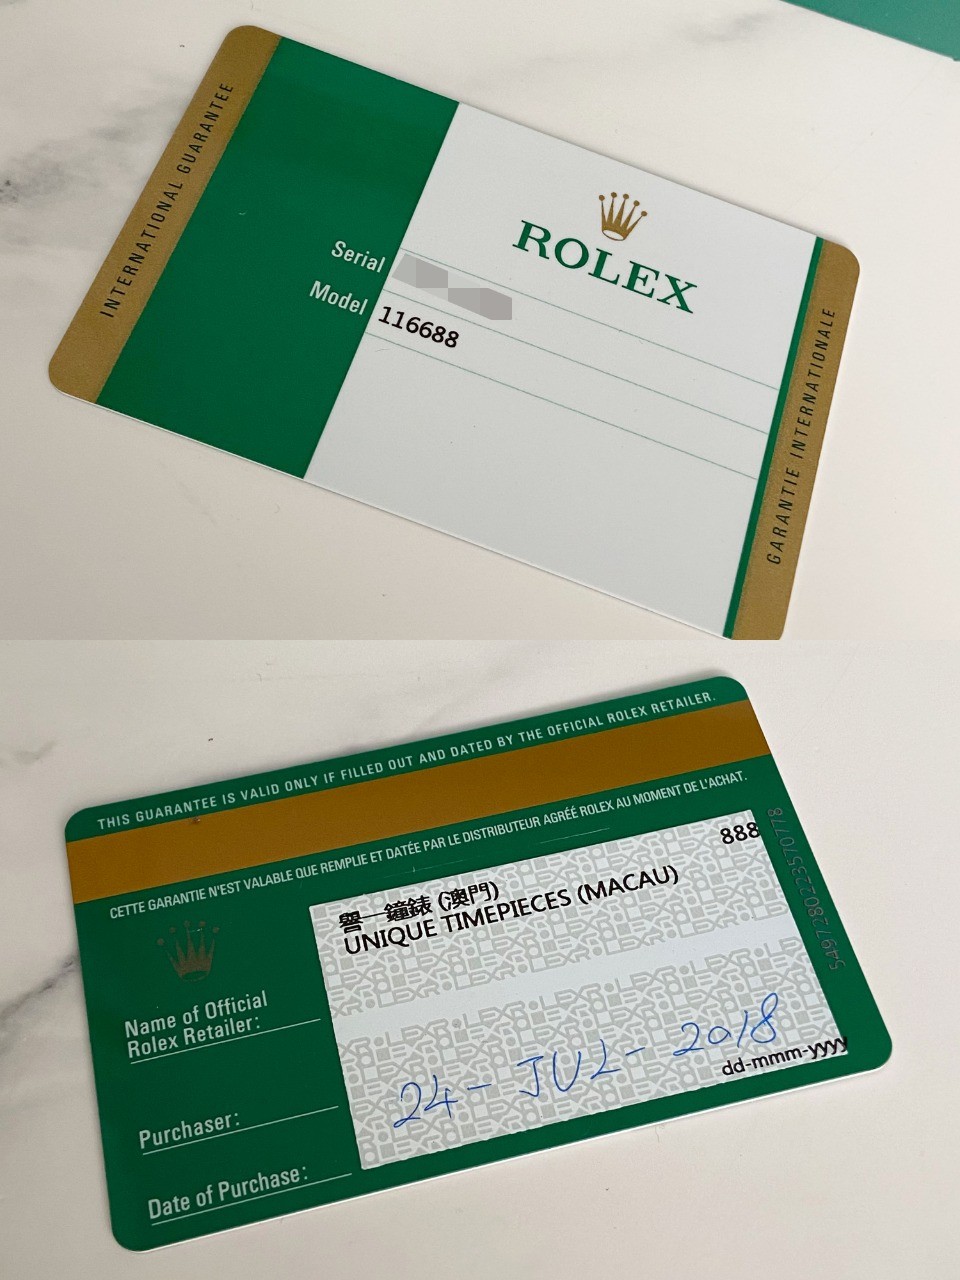 INTERNATIONAL GUARANTEE
ROLEX
Serial
Model 116688
GARANTIE INTERNATIONALE
THIS GUARANTEE IS VALID ONLY IF FILLED OUT AND DATED BY THE OFFICIAL ROLEX RETAILER.
CETTE GARANTIE N'EST VALABLE QUE REMPLIE ET DATÉE PAR LE DISTRIBUTEUR AGRÉÉ ROLEX AU MOMENT DE L'ACHAT.
888
譽一鐘錶 (澳門)
UNIQUE TIMEPIECES (MACAU)
Name of Official
Rolex Retailer:
Purchaser:
24-JUL-2018
dd-mmm-yyyy
Date of Purchase: